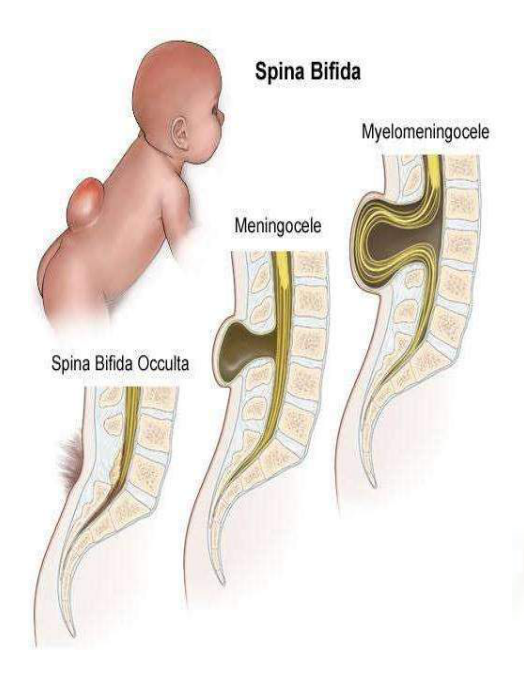 Spina Bifida
Myelomeningocele
Meningocele
Spina Bifida Occulta